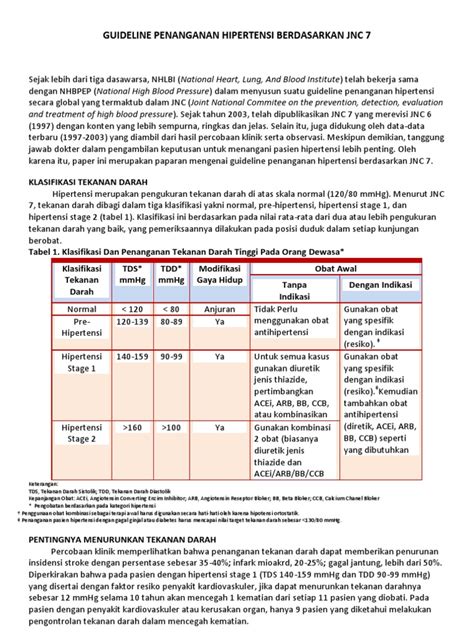 GUIDELINE PENANGANAN HIPERTENSI BERDASARKAN JNC 7
Sejak lebih dari tiga dasawarsa, NHLBI (National Heart, Lung, And Blood Institute) telah bekerja sama
dengan NHBPEP (National High Blood Pressure) dalam menyusun suatu guideline penanganan hipertensi
secara global yang termaktub dalam JNC (Joint National Commitee on the prevention, detection, evaluation
and treatment of high blood pressure). Sejak tahun 2003, telah dipublikasikan JNC 7 yang merevisi JNC 6
(1997) dengan konten yang lebih sempurna, ringkas dan jelas. Selain itu, juga didukung oleh data-data
terbaru (1997-2003) yang diambil dari hasil percobaan klinik serta observasi. Meskipun demikian, tanggung
jawab dokter dalam pengambilan keputusan untuk menangani pasien hipertensi lebih penting. Oleh
karena itu, paper ini merupakan paparan mengenai guideline penanganan hipertensi berdasarkan JNC 7.
KLASIFIKASI TEKANAN DARAH
Hipertensi merupakan pengukuran tekanan darah di atas skala normal (120/80 mmHg). Menurut JNC
7, tekanan darah dibagi dalam tiga klasifikasi yakni normal, pre-hipertensi, hipertensi stage 1, dan
hipertensi stage 2 (tabel 1). Klasifikasi ini berdasarkan pada nilai rata-rata dari dua atau lebih pengukuran
tekanan darah yang baik, yang pemeriksaannya dilakukan pada posisi duduk dalam setiap kunjungan
berobat.
Tabel 1. Klasifikasi Dan Penanganan Tekanan Darah Tinggi Pada Orang Dewasa*
Klasifikasi Tekanan Darah TDS* mmHg TDD* mmHg Modifikasi Gaya Hidup Obat Awal
Tanpa Indikasi Dengan Indikasi
Normal < 120 < 80 Anjuran Tidak Perlu menggunakan obat antihipertensi Gunakan obat yang spesifik dengan indikasi (resiko). ‡
Pre-Hipertensi 120-139 80-89 Ya
Hipertensi Stage 1 140-159 90-99 Ya Untuk semua kasus gunakan diuretik jenis thiazide, pertimbangkan ACEi, ARB, BB, CCB, atau kombinasikan Gunakan obat yang spesifik dengan indikasi (resiko).‡Kemudian tambahkan obat antihipertensi (diretik, ACEi, ARB, BB, CCB) seperti yang dibutuhkan
Hipertensi Stage 2 >160 >100 Ya Gunakan kombinasi 2 obat (biasanya diuretik jenis thiazide dan ACEi/ARB/BB/CCB
Keterangan:
TDS, Tekanan Darah Sistolik; TDD, Tekanan Darah Diastolik
Kepanjangan Obat: ACEi, Angiotensin Converting Enzim Inhibitor; ARB, Angiotensin Reseptor Bloker; BB, Beta Bloker; CCB, Calcium Chanel Bloker
* Pengobatan berdasarkan pada kategori hipertensi
Penggunaan obat kombinasi sebagai terapi awal harus digunakan secara hati-hati oleh karena hipotensi ortostatik.
Penanganan pasien hipertensi dengan gagal ginjal atau diabetes harus mencapai nilai target tekanan darah sebesar <130/80 mmHg
PENTINGNYA MENURUNKAN TEKANAN DARAH
Percobaan klinik memperlihatkan bahwa penanganan tekanan darah dapat memberikan penurunan
insidensi stroke dengan persentase sebesar 35-40%; infark mioakrd, 20-25%; gagal jantung, lebih dari 50%.
Diperkirakan bahwa pada pasien dengan hipertensi stage 1 (TDS 140-159 mmHg dan TDD 90-99 mmHg)
yang disertai dengan faktor resiko penyakit kardiovaskuler, jika dapat menurunkan tekanan darahnya
sebesar 12 mmHg selama 10 tahun akan mencegah 1 kematian dari setiap 11 pasien yang diobati. Pada
pasien dengan penyakit kardiovaskuler atau kerusakan organ, hanya 9 pasien yang diketahui melakukan
pengontrolan tekanan darah dalam mencegah kematian.